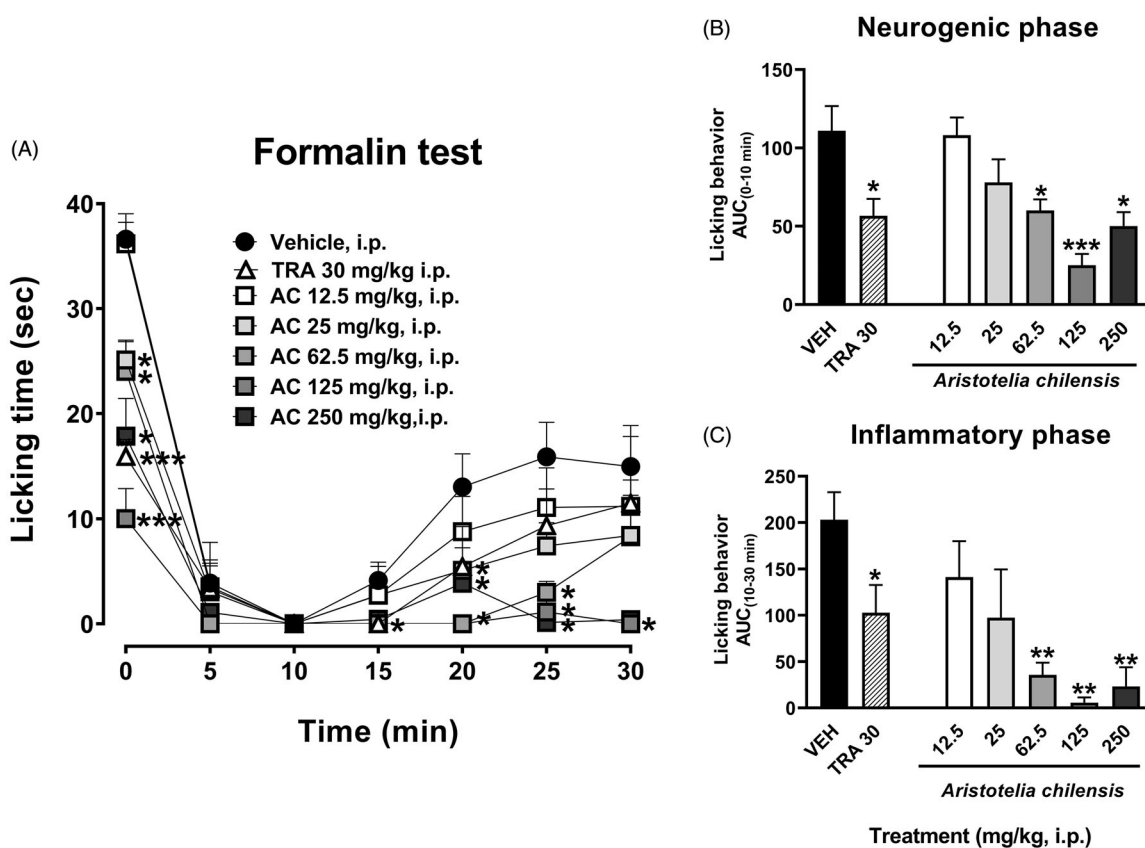 (A)
Formalin test
Licking time (sec)
40
30
20
10
0
Vehicle, i.p.
TRA 30 mg/kg i.p.
AC 12.5 mg/kg, i.p.
AC 25 mg/kg, i.p.
AC 62.5 mg/kg, i.p.
AC 125 mg/kg, i.p.
AC 250 mg/kg,i.p.
*
*
*
***
***
*
*
*
*
*
*
*
*
0 5 10 15 20 25 30
Time (min)
(B)
Neurogenic phase
Licking behavior
AUC(0-10 min)
150
100
50
0
*
*
***
*
VEH TRA 30 12.5 25 62.5 125 250
Aristotelia chilensis
(C)
Inflammatory phase
Licking behavior
AUC(10-30 min)
250
200
150
100
50
0
*
**
**
**
VEH TRA 30 12.5 25 62.5 125 250
Aristotelia chilensis
Treatment (mg/kg, i.p.)